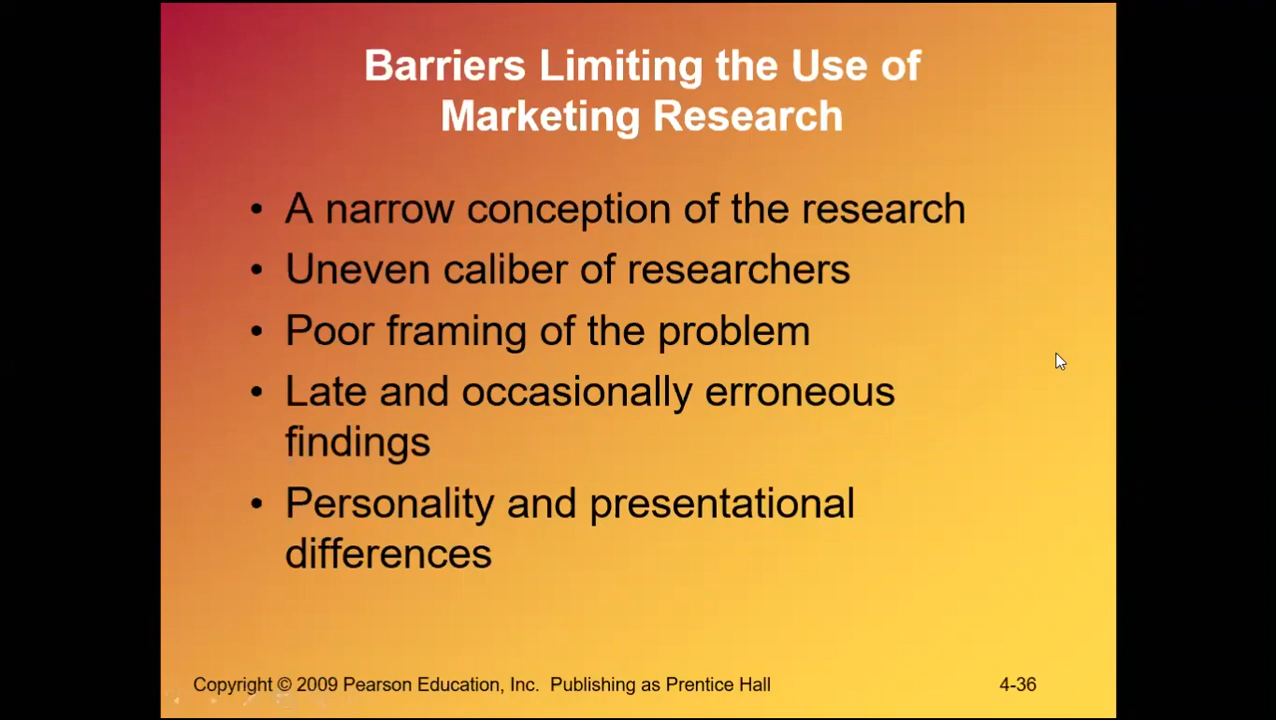 Barriers Limiting the Use of
Marketing Research
• A narrow conception of the research
• Uneven caliber of researchers
• Poor framing of the problem
• Late and occasionally erroneous
findings
• Personality and presentational
differences
Copyright © 2009 Pearson Education, Inc.  Publishing as Prentice Hall
4-36